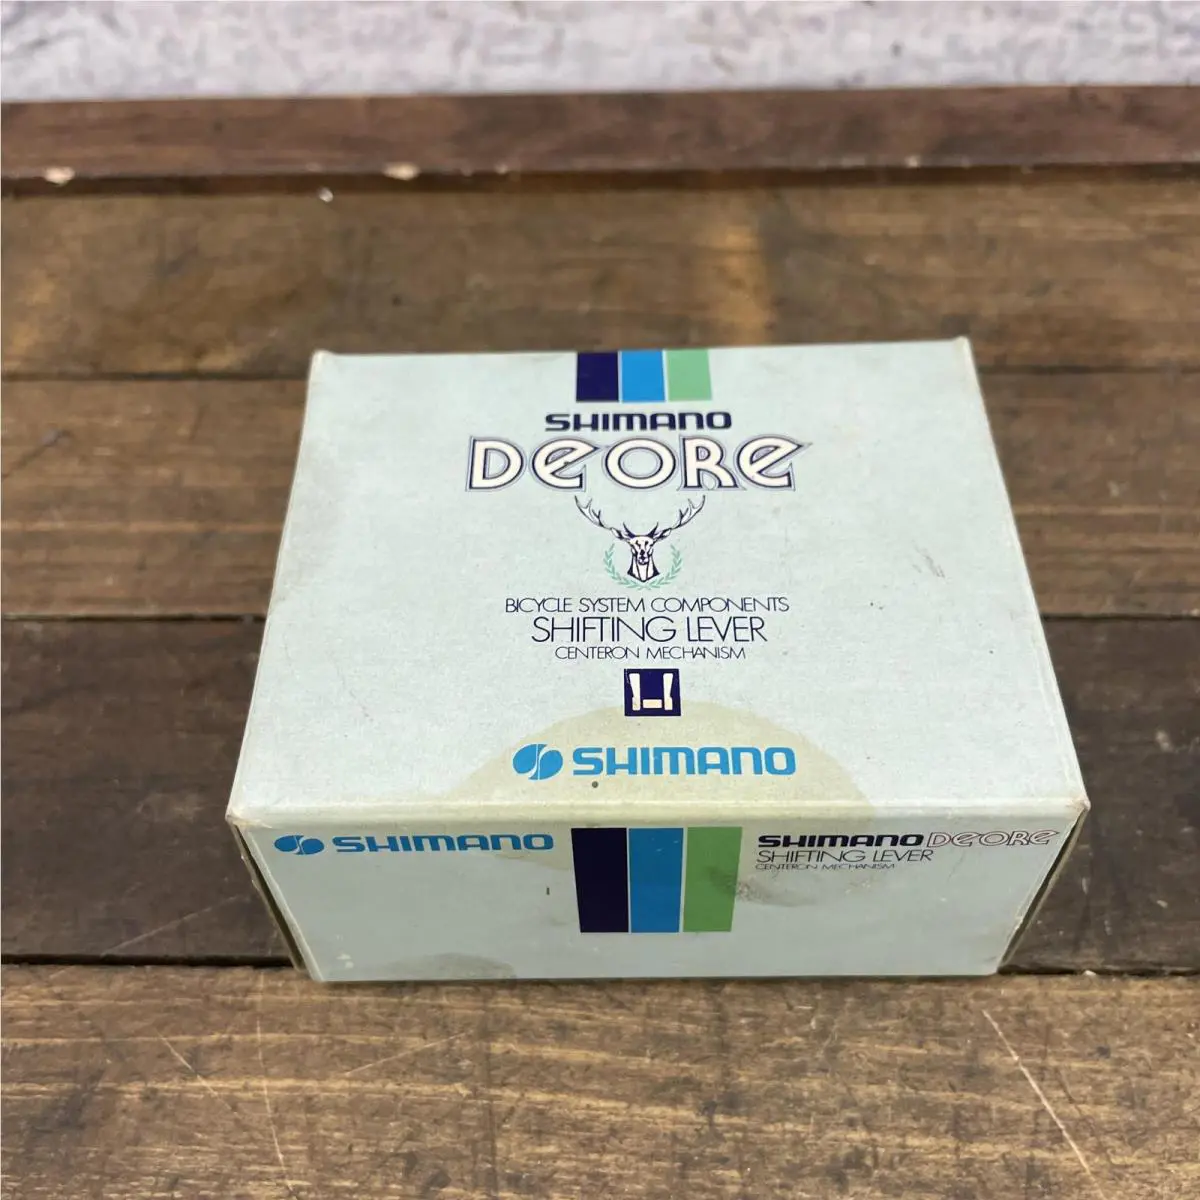 SHIMANO
DEORE
BICYCLE SYSTEM COMPONENTS
SHIFTING LEVER
CENTERON MECHANISM
SHIMANO
SHIMANO
SHIMANO DEORE
SHIFTING LEVER
CENTERON MECHANISM